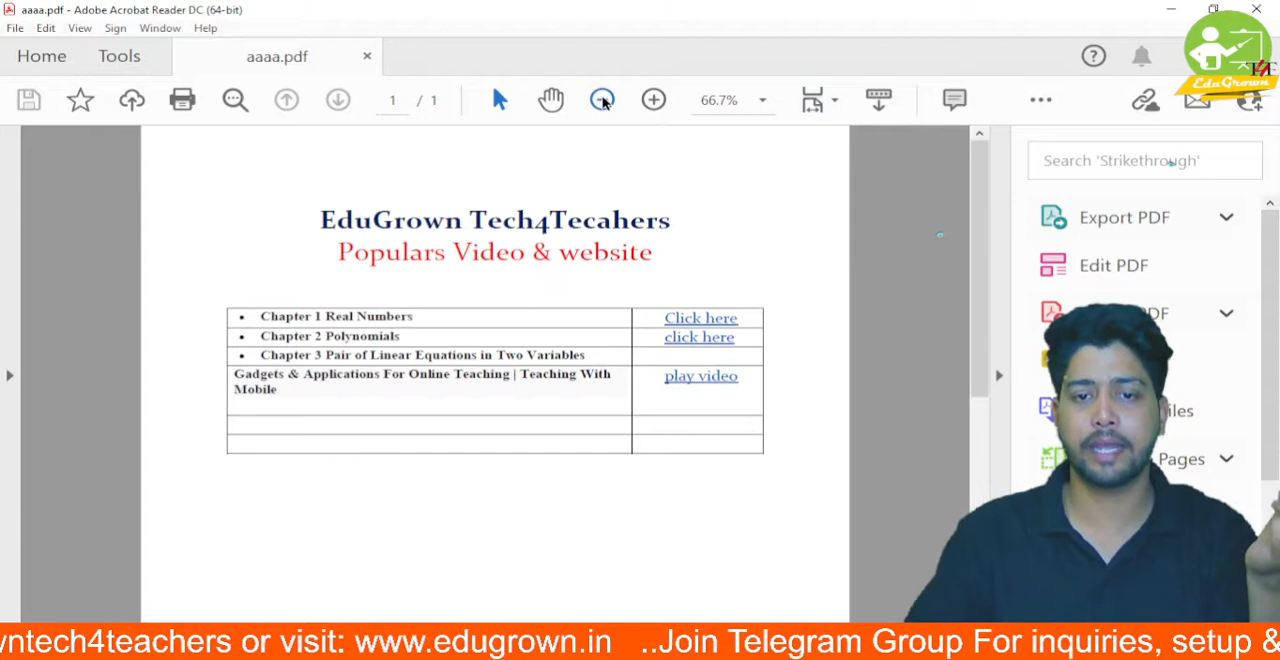 aaaa.pdf - Adobe Acrobat Reader DC (64-bit)
File Edit View Sign Window Help
Home Tools aaaa.pdf
1 / 1 66.7%
EduGrown
Search 'Strikethrough'
Export PDF
Edit PDF
PDF
iles
Pages
EduGrown Tech4Tecahers
Populars Video & website
• Chapter 1 Real Numbers Click here
• Chapter 2 Polynomials click here
• Chapter 3 Pair of Linear Equations in Two Variables
Gadgets & Applications For Online Teaching | Teaching With play video
Mobile
wntech4teachers or visit: www.edugrown.in ..Join Telegram Group For inquiries, setup &